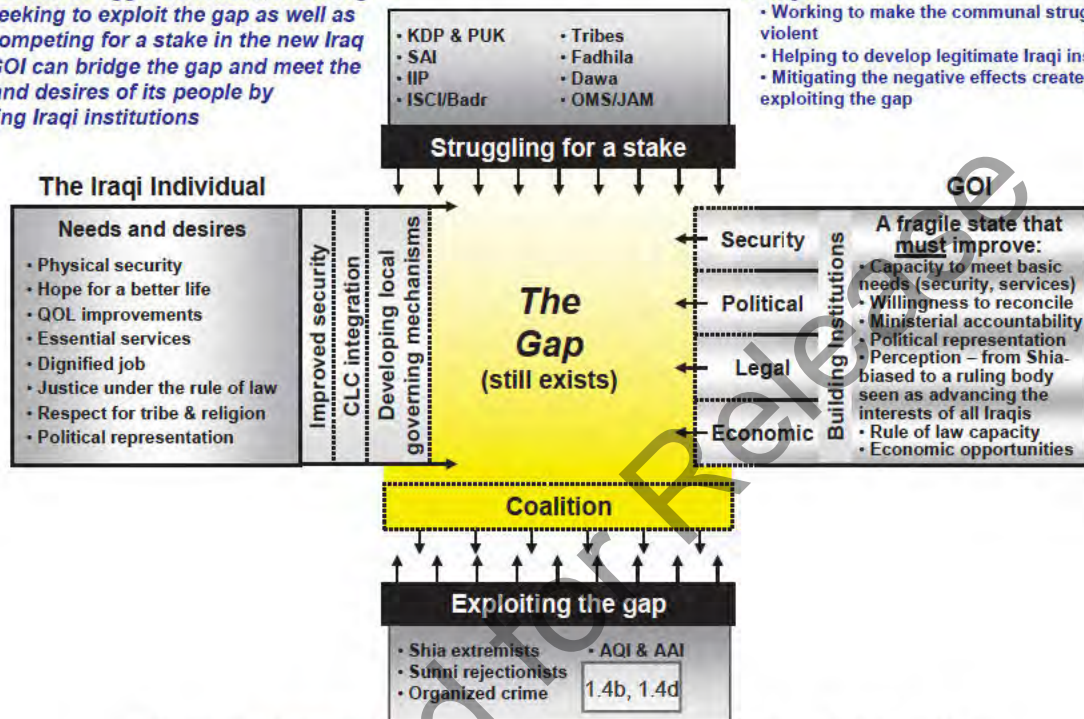 seeking to exploit the gap as well as
competing for a stake in the new Iraq
GOI can bridge the gap and meet the
and desires of its people by
ing Iraqi institutions
• KDP & PUK
• SAI
• IIP
• ISCI/Badr
• Tribes
• Fadhila
• Dawa
• OMS/JAM
• Working to make the communal strug
violent
• Helping to develop legitimate Iraqi ins
• Mitigating the negative effects create
exploiting the gap
Struggling for a stake
The Iraqi Individual
Needs and desires
• Physical security
• Hope for a better life
• QOL improvements
• Essential services
• Dignified job
• Justice under the rule of law
• Respect for tribe & religion
• Political representation
Improved security
CLC integration
Developing local
governing mechanisms
The
Gap
(still exists)
Security
Political
Legal
Economic
Building Institutions
GOI
A fragile state that
must improve:
• Capacity to meet basic
needs (security, services)
• Willingness to reconcile
• Ministerial accountability
• Political representation
• Perception – from Shia-
biased to a ruling body
seen as advancing the
interests of all Iraqis
• Rule of law capacity
• Economic opportunities
Coalition
Exploiting the gap
• Shia extremists
• Sunni rejectionists
• Organized crime
• AQI & AAI
1.4b, 1.4d
d for Release